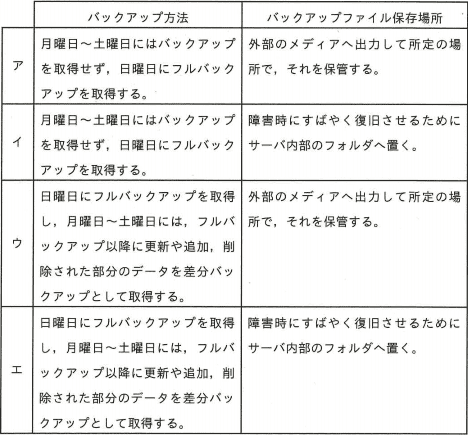 バックアップ方法
バックアップファイル保存場所
ア
月曜日～土曜日にはバックアップ
を取得せず，日曜日にフルバック
アップを取得する。
外部のメディアへ出力して所定の場
所で，それを保管する。
イ
月曜日～土曜日にはバックアップ
を取得せず，日曜日にフルバック
アップを取得する。
障害時にすばやく復旧させるために
サーバ内部のフォルダへ置く。
ウ
日曜日にフルバックアップを取得
し，月曜日～土曜日には，フルバ
ックアップ以降に更新や追加，削
除された部分のデータを差分バッ
クアップとして取得する。
外部のメディアへ出力して所定の場
所で，それを保管する。
エ
日曜日にフルバックアップを取得
し，月曜日～土曜日には，フルバ
ックアップ以降に更新や追加，削
除された部分のデータを差分バッ
クアップとして取得する。
障害時にすばやく復旧させるために
サーバ内部のフォルダへ置く。